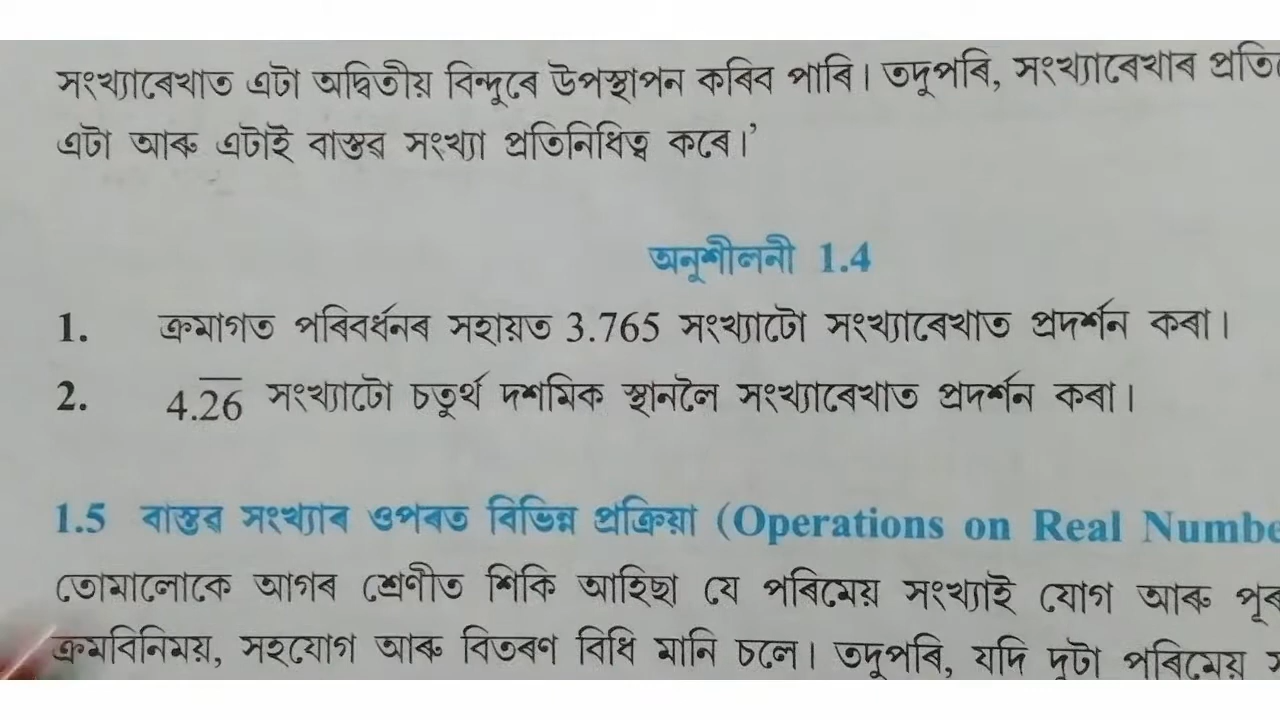 সংখ্যাৰেখাত এটা অদ্বিতীয় বিন্দুৰে উপস্থাপন কৰিব পাৰি। তদুপৰি, সংখ্যাৰেখাৰ
এটা আৰু এটাই বাস্তৱ সংখ্যা প্ৰতিনিধিত্ব কৰে।’
অনুশীলনী 1.4
1. ক্ৰমাগত পৰিবৰ্ধনৰ সহায়ত 3.765 সংখ্যাটো সংখ্যাৰেখাত প্ৰদৰ্শন কৰা।
2. 4.2̅6̅ সংখ্যাটো চতুৰ্থ দশমিক স্থানলৈ সংখ্যাৰেখাত প্ৰদৰ্শন কৰা।
1.5 বাস্তৱ সংখ্যাৰ ওপৰত বিভিন্ন প্ৰক্ৰিয়া (Operations on Real
তোমালোকে আগৰ শ্ৰেণীত শিকি আহিছা যে পৰিমেয় সংখ্যাই যোগ আৰু
ক্ৰমবিনিময়, সহযোগ আৰু বিতৰণ বিধি মানি চলে। তদুপৰি, যদি দুটা পৰিমেয়